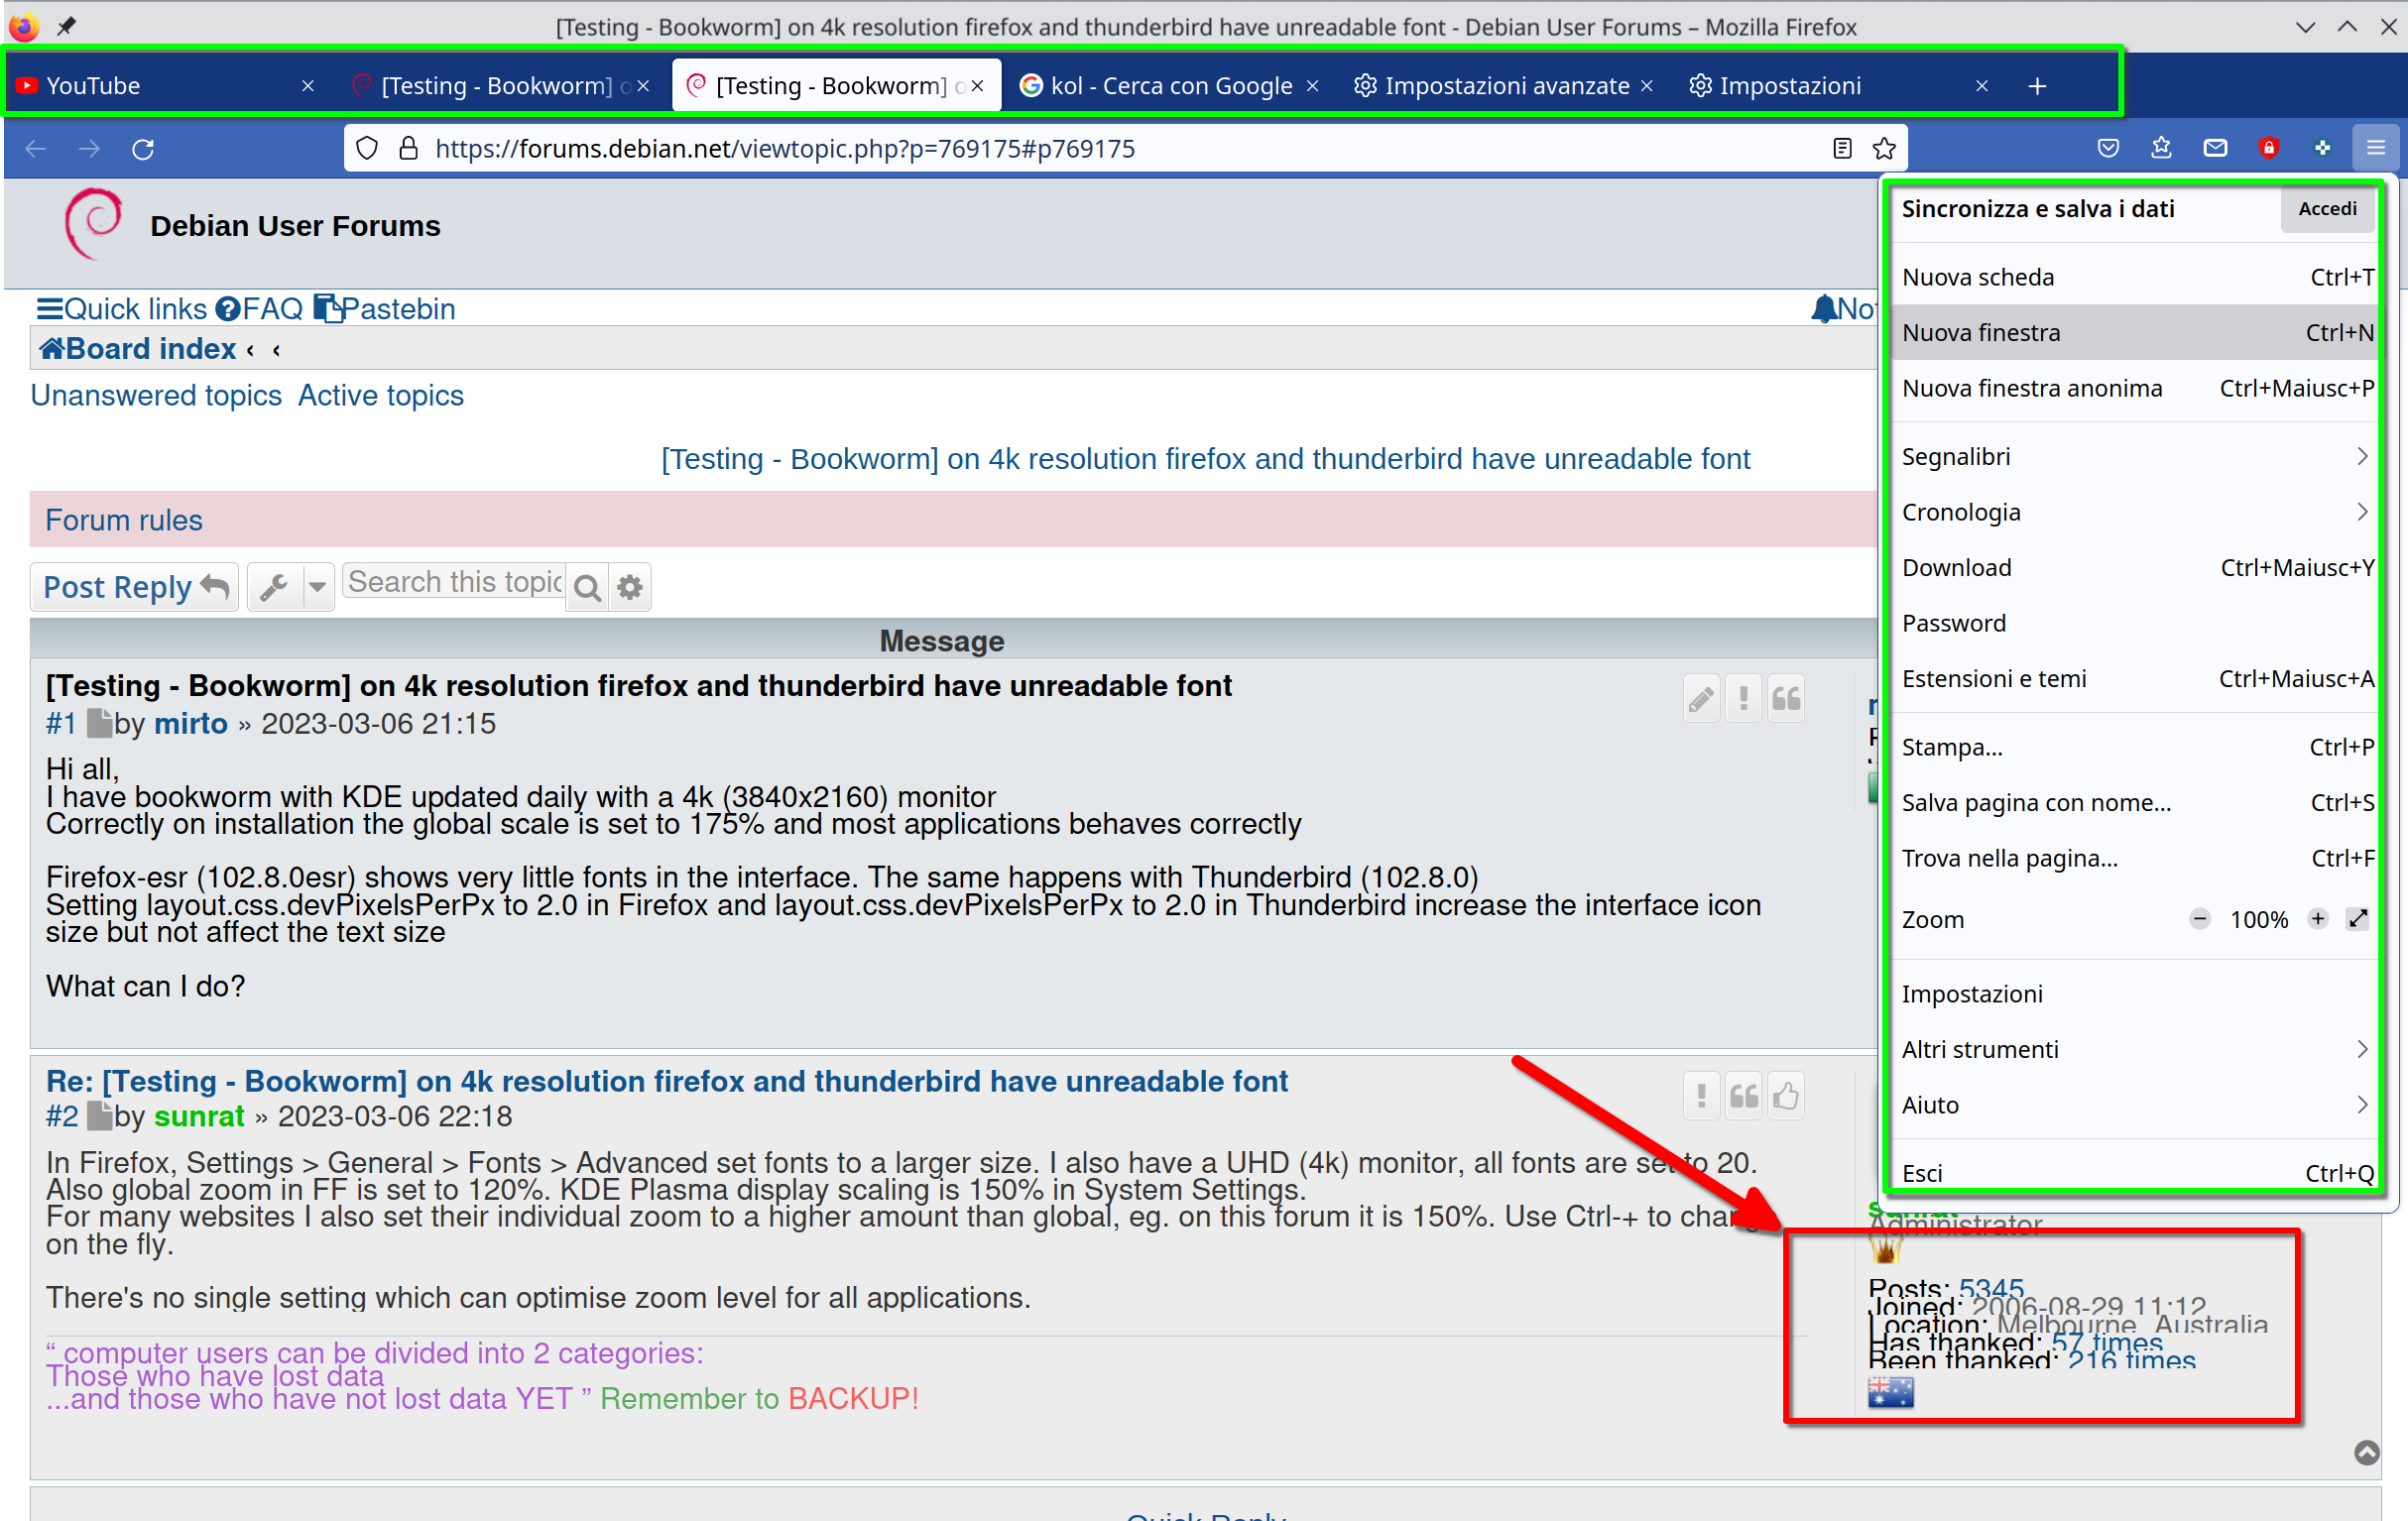 [Testing - Bookworm] on 4k resolution firefox and thunderbird have unreadable font - Debian User Forums – Mozilla Firefox
YouTube
[Testing - Bookworm] o
[Testing - Bookworm] o
kol - Cerca con Google
Impostazioni avanzate
Impostazioni
https://forums.debian.net/viewtopic.php?p=769175#p769175
Debian User Forums
Quick links FAQ Pastebin
Board index ‹ ‹
Unanswered topics Active topics
[Testing - Bookworm] on 4k resolution firefox and thunderbird have unreadable font
Forum rules
Post Reply
Search this topic
Message
[Testing - Bookworm] on 4k resolution firefox and thunderbird have unreadable font
#1 by mirto » 2023-03-06 21:15
Hi all,
I have bookworm with KDE updated daily with a 4k (3840x2160) monitor
Correctly on installation the global scale is set to 175% and most applications behaves correctly
Firefox-esr (102.8.0esr) shows very little fonts in the interface. The same happens with Thunderbird (102.8.0)
Setting layout.css.devPixelsPerPx to 2.0 in Firefox and layout.css.devPixelsPerPx to 2.0 in Thunderbird increase the interface icon
size but not affect the text size
What can I do?
Re: [Testing - Bookworm] on 4k resolution firefox and thunderbird have unreadable font
#2 by sunrat » 2023-03-06 22:18
In Firefox, Settings > General > Fonts > Advanced set fonts to a larger size. I also have a UHD (4k) monitor, all fonts are set to 20.
Also global zoom in FF is set to 120%. KDE Plasma display scaling is 150% in System Settings.
For many websites I also set their individual zoom to a higher amount than global, eg. on this forum it is 150%. Use Ctrl-+ to change
on the fly.
There's no single setting which can optimise zoom level for all applications.
“ computer users can be divided into 2 categories:
Those who have lost data
...and those who have not lost data YET ” Remember to BACKUP!
sunrat
Administrator
Posts: 5345
Joined: 2006-08-29 11:12
Location: Melbourne, Australia
Has thanked: 57 times
Been thanked: 216 times
Quick Reply
Sincronizza e salva i dati Accedi
Nuova scheda Ctrl+T
Nuova finestra Ctrl+N
Nuova finestra anonima Ctrl+Maiusc+P
Segnalibri
Cronologia
Download Ctrl+Maiusc+Y
Password
Estensioni e temi Ctrl+Maiusc+A
Stampa... Ctrl+P
Salva pagina con nome... Ctrl+S
Trova nella pagina... Ctrl+F
Zoom 100%
Impostazioni
Altri strumenti
Aiuto
Esci Ctrl+Q